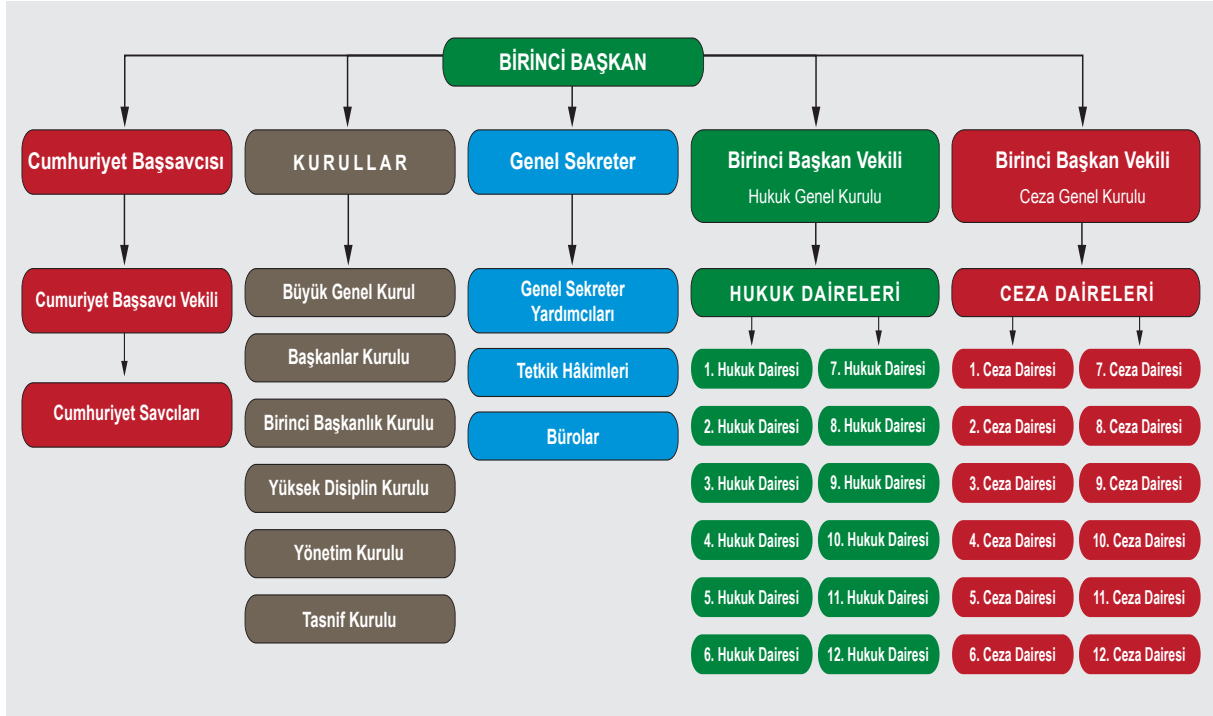 BİRİNCİ BAŞKAN
Cumhuriyet Başsavcısı
KURULLAR
Genel Sekreter
Birinci Başkan Vekili
Hukuk Genel Kurulu
Birinci Başkan Vekili
Ceza Genel Kurulu
Cumuriyet Başsavcı Vekili
Cumhuriyet Savcıları
Büyük Genel Kurul
Başkanlar Kurulu
Birinci Başkanlık Kurulu
Yüksek Disiplin Kurulu
Yönetim Kurulu
Tasnif Kurulu
Genel Sekreter
Yardımcıları
Tetkik Hâkimleri
Bürolar
HUKUK DAİRELERİ
1. Hukuk Dairesi
2. Hukuk Dairesi
3. Hukuk Dairesi
4. Hukuk Dairesi
5. Hukuk Dairesi
6. Hukuk Dairesi
7. Hukuk Dairesi
8. Hukuk Dairesi
9. Hukuk Dairesi
10. Hukuk Dairesi
11. Hukuk Dairesi
12. Hukuk Dairesi
CEZA DAİRELERİ
1. Ceza Dairesi
2. Ceza Dairesi
3. Ceza Dairesi
4. Ceza Dairesi
5. Ceza Dairesi
6. Ceza Dairesi
7. Ceza Dairesi
8. Ceza Dairesi
9. Ceza Dairesi
10. Ceza Dairesi
11. Ceza Dairesi
12. Ceza Dairesi